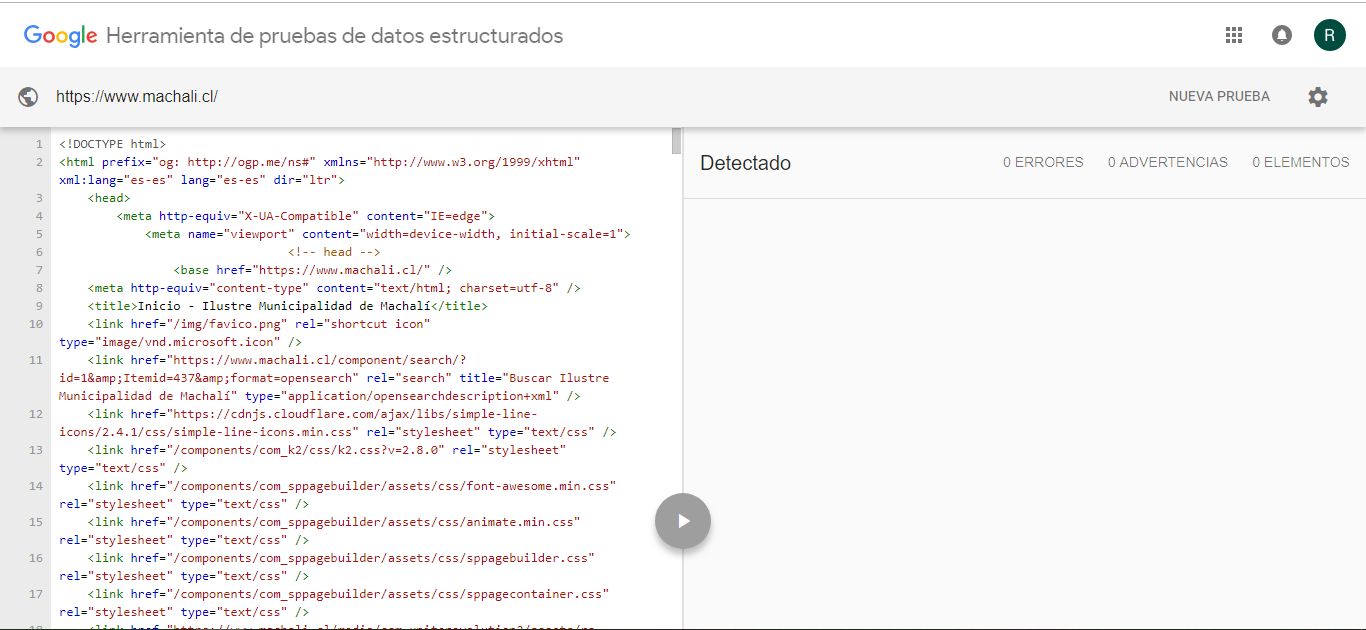 Google Herramienta de pruebas de datos estructurados
R
https://www.machali.cl/
NUEVA PRUEBA
1 <!DOCTYPE html>
2 <html prefix="og: http://ogp.me/ns#" xmlns="http://www.w3.org/1999/xhtml"
xml:lang="es-es" lang="es-es" dir="ltr">
3 <head>
4 <meta http-equiv="X-UA-Compatible" content="IE=edge">
5 <meta name="viewport" content="width=device-width, initial-scale=1">
6 <!-- head -->
7 <base href="https://www.machali.cl/" />
8 <meta http-equiv="content-type" content="text/html; charset=utf-8" />
9 <title>Inicio - Ilustre Municipalidad de Machalí</title>
10 <link href="/img/favico.png" rel="shortcut icon"
type="image/vnd.microsoft.icon" />
11 <link href="https://www.machali.cl/component/search/?
id=1&amp;Itemid=437&amp;format=opensearch" rel="search" title="Buscar Ilustre
Municipalidad de Machalí" type="application/opensearchdescription+xml" />
12 <link href="https://cdnjs.cloudflare.com/ajax/libs/simple-line-
icons/2.4.1/css/simple-line-icons.min.css" rel="stylesheet" type="text/css" />
13 <link href="/components/com_k2/css/k2.css?v=2.8.0" rel="stylesheet"
type="text/css" />
14 <link href="/components/com_sppagebuilder/assets/css/font-awesome.min.css"
rel="stylesheet" type="text/css" />
15 <link href="/components/com_sppagebuilder/assets/css/animate.min.css"
rel="stylesheet" type="text/css" />
16 <link href="/components/com_sppagebuilder/assets/css/sppagebuilder.css"
rel="stylesheet" type="text/css" />
17 <link href="/components/com_sppagebuilder/assets/css/sppagecontainer.css"
rel="stylesheet" type="text/css" />
Detectado
0 ERRORES
0 ADVERTENCIAS
0 ELEMENTOS